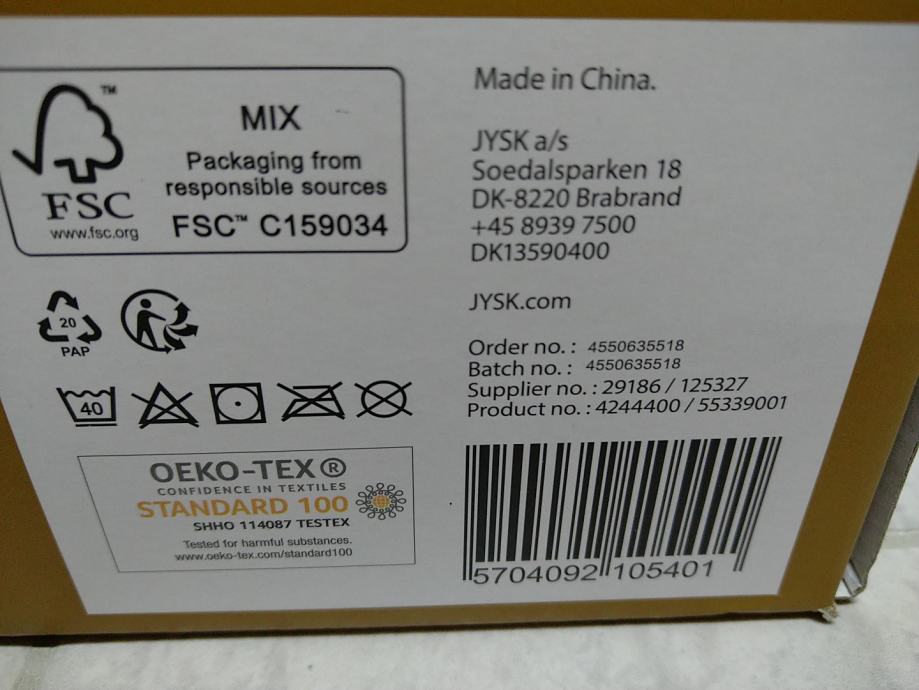 TM
FSC
www.fsc.org
MIX
Packaging from
responsible sources
FSC™ C159034
20
PAP
40
OEKO-TEX®
CONFIDENCE IN TEXTILES
STANDARD 100
SHHO 114087 TESTEX
Tested for harmful substances.
www.oeko-tex.com/standard100
Made in China.
JYSK a/s
Soedalsparken 18
DK-8220 Brabrand
+45 8939 7500
DK13590400
JYSK.com
Order no.: 4550635518
Batch no.: 4550635518
Supplier no.: 29186 / 125327
Product no.: 4244400 / 55339001
5704092 105401